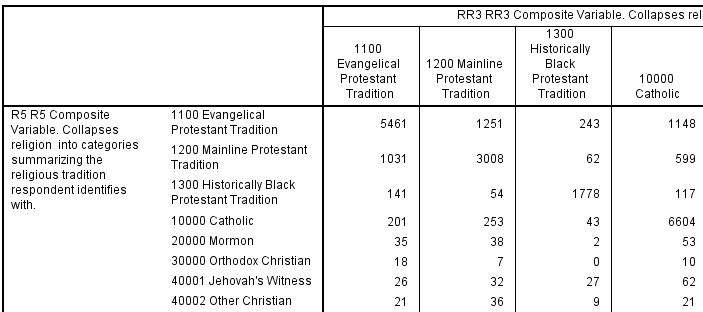 RR3 RR3 Composite Variable. Collapses rel
1100 Evangelical Protestant Tradition
1200 Mainline Protestant Tradition
1300 Historically Black Protestant Tradition
10000 Catholic
R5 R5 Composite Variable. Collapses religion into categories summarizing the religious tradition respondent identifies with.
1100 Evangelical Protestant Tradition 5461 1251 243 1148
1200 Mainline Protestant Tradition 1031 3008 62 599
1300 Historically Black Protestant Tradition 141 54 1778 117
10000 Catholic 201 253 43 6604
20000 Mormon 35 38 2 53
30000 Orthodox Christian 18 7 0 10
40001 Jehovah's Witness 26 32 27 62
40002 Other Christian 21 36 9 21